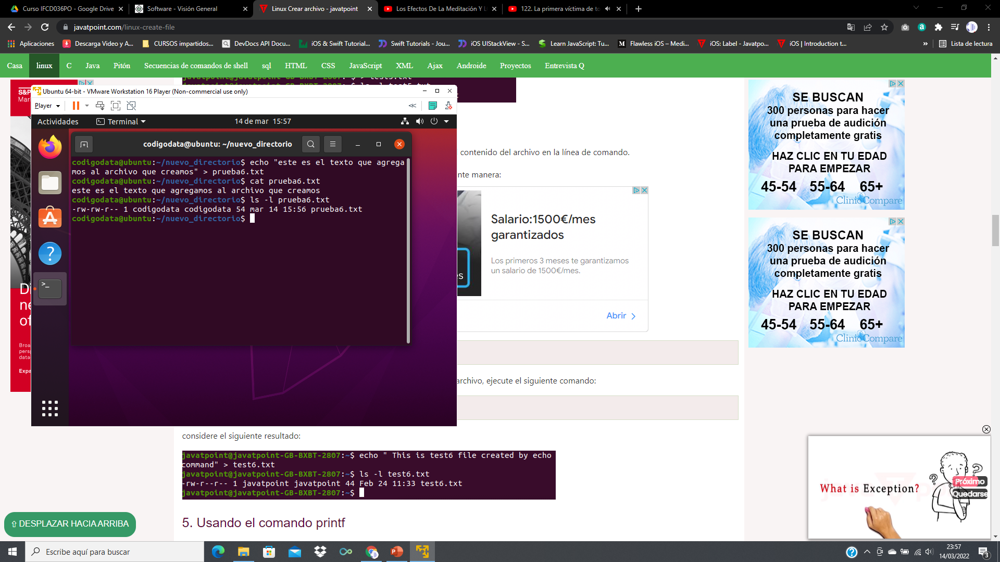 Curso IFCD036PO - Google Drive
Software - Visión General
Linux Crear archivo - javatpoint
Los Efectos De La Meditación Y L
122. La primera víctima de to
javatpoint.com/linux-create-file
Aplicaciones
Descarga Video y A...
CURSOS impartidos...
DevDocs API Docu...
iOS & Swift Tutorial...
Swift Tutorials - Jou...
iOS UIStackView - S...
Learn JavaScript: Tu...
Flawless iOS – Medi...
iOS: Label - Javatpo...
iOS | Introduction t...
»
Lista de lectura
Casa
linux
C
Java
Pitón
Secuencias de comandos de shell
sql
HTML
CSS
JavaScript
XML
Ajax
Androide
Proyectos
Entrevista Q
S&P
Mari
Ubuntu 64-bit - VMware Workstation 16 Player (Non-commercial use only)
Player
Actividades
Terminal
14 de mar 15:57
codigodata@ubuntu: ~/nuevo_directorio
codigodata@ubuntu:~/nuevo_directorio$ echo "este es el texto que agrega
mos al archivo que creamos" > prueba6.txt
codigodata@ubuntu:~/nuevo_directorio$ cat prueba6.txt
este es el texto que agregamos al archivo que creamos
codigodata@ubuntu:~/nuevo_directorio$ ls -l prueba6.txt
-rw-rw-r-- 1 codigodata codigodata 54 mar 14 15:56 prueba6.txt
codigodata@ubuntu:~/nuevo_directorio$
contenido del archivo en la línea de comando.
nte manera:
Salario:1500€/mes
garantizados
Los primeros 3 meses te garantizamos
un salario de 1500€/mes.
es
Abrir
archivo, ejecute el siguiente comando:
considere el siguiente resultado:
javatpoint@javatpoint-GB-BXBT-2807:~$ echo " This is test6 file created by echo
command" > test6.txt
javatpoint@javatpoint-GB-BXBT-2807:~$ ls -l test6.txt
-rw-r--r-- 1 javatpoint javatpoint 44 Feb 24 11:33 test6.txt
javatpoint@javatpoint-GB-BXBT-2807:~$
5. Usando el comando printf
⇧ DESPLAZAR HACIA ARRIBA
SE BUSCAN
300 personas para hacer
una prueba de audición
completamente gratis
HAZ CLIC EN TU EDAD
PARA EMPEZAR
45-54 55-64 65+
ClinicCompare
SE BUSCAN
300 personas para hacer
una prueba de audición
completamente gratis
HAZ CLIC EN TU EDAD
PARA EMPEZAR
45-54 55-64 65+
ClinicCompare
What is Exception?
Próximo
Quedarse
Escribe aquí para buscar
23:57
14/03/2022
3